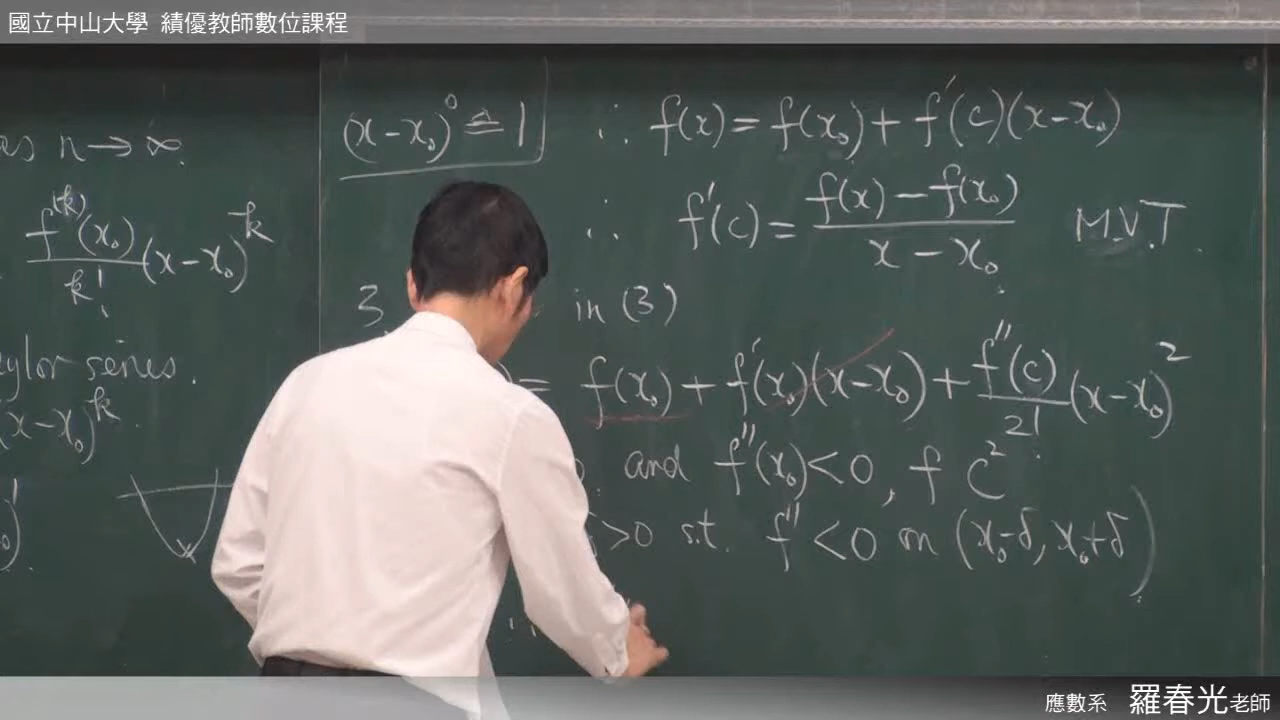 國立中山大學 績優教師數位課程
as n→∞.
f^(k)(x₀)/k! (x-x₀)^k
ylor series.
(x-x₀)^k.
(x-x₀)⁰ ≜ 1
∴ f(x) = f(x₀) + f'(c)(x-x₀)
∴ f'(c) = (f(x) - f(x₀))/(x - x₀) M.V.T.
3. in (3)
) = f(x₀) + f'(x₀)(x-x₀) + f''(c)/2! (x-x₀)²
and f''(x₀)<0, f C²
>0 s.t. f''<0 on (x₀-δ, x₀+δ).
應數系 羅春光老師